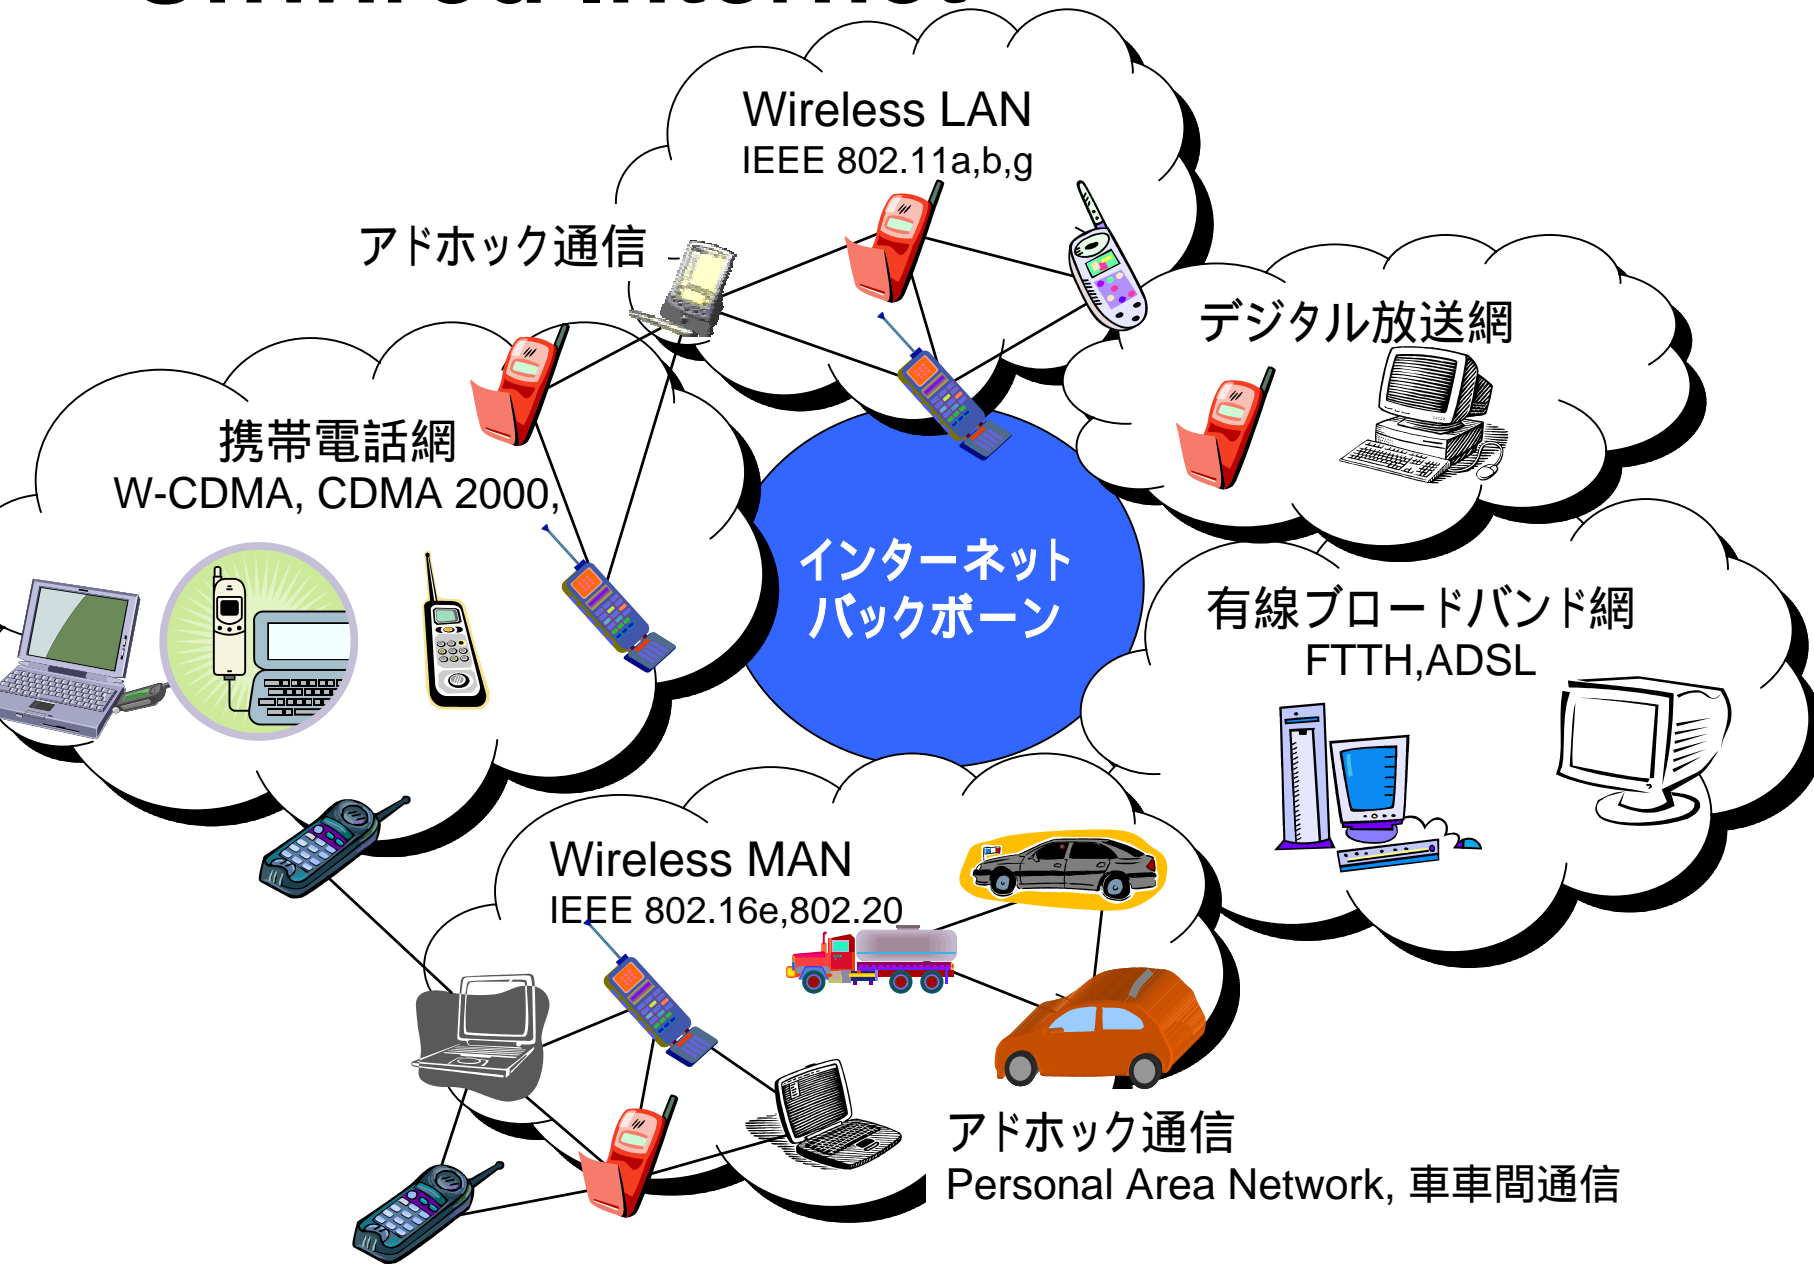 Unwired Internet
Wireless LAN
IEEE 802.11a,b,g
アドホック通信
デジタル放送網
携帯電話網
W-CDMA, CDMA 2000,
インターネット
バックボーン
有線ブロードバンド網
FTTH,ADSL
Wireless MAN
IEEE 802.16e,802.20
アドホック通信
Personal Area Network, 車車間通信